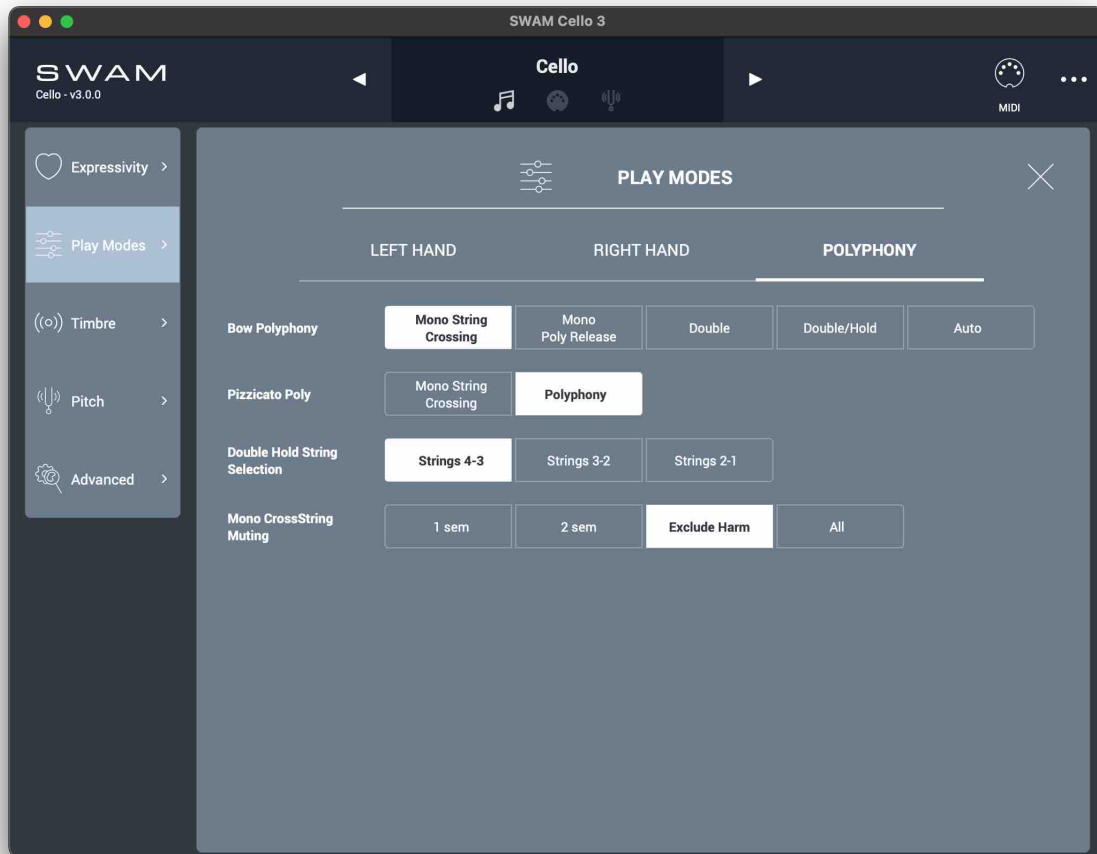 SWAM Cello 3
SWAM
Cello - v3.0.0
Cello
MIDI
Expressivity
Play Modes
Timbre
Pitch
Advanced
PLAY MODES
LEFT HAND
RIGHT HAND
POLYPHONY
Bow Polyphony
Mono String
Crossing
Mono
Poly Release
Double
Double/Hold
Auto
Pizzicato Poly
Mono String
Crossing
Polyphony
Double Hold String
Selection
Strings 4-3
Strings 3-2
Strings 2-1
Mono CrossString
Muting
1 sem
2 sem
Exclude Harm
All